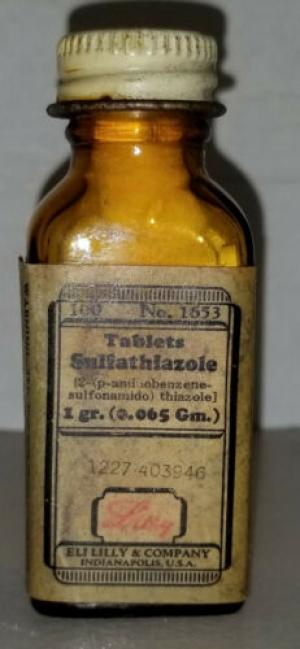 100 No. 1653
Tablets
Sulfathiazole
[2-(p-aminobenzene-
sulfonamido) thiazole]
1 gr. (0.065 Gm.)
1227-403946
Lilly
ELI LILLY & COMPANY
INDIANAPOLIS, U.S.A.